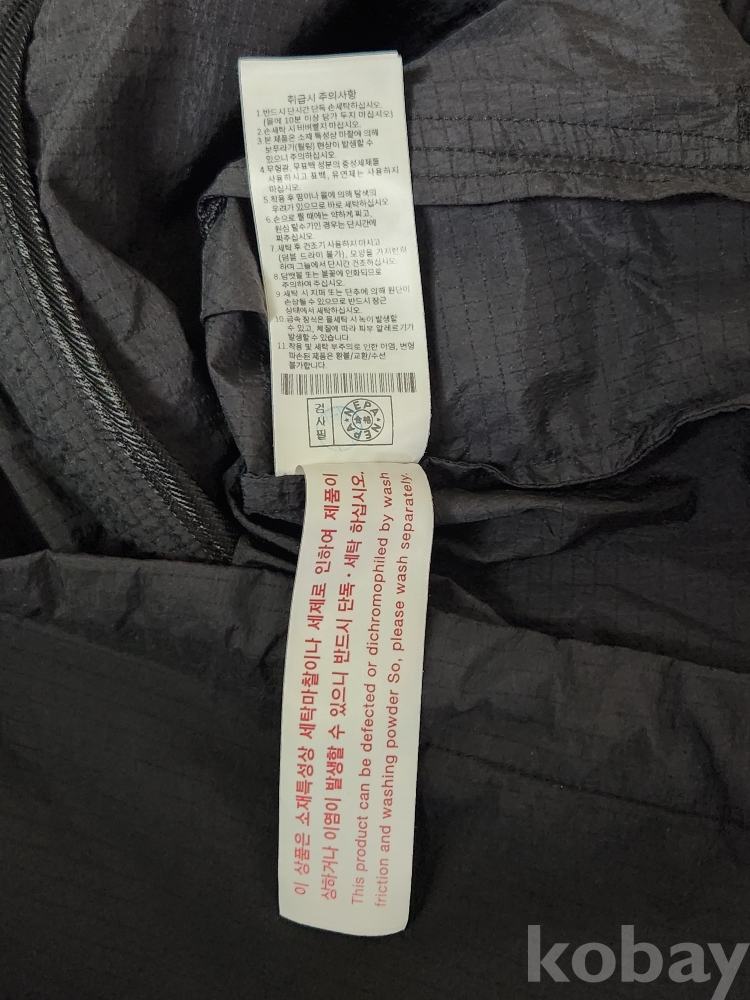 취급시 주의사항
1.반드시 단시간 단독 손세탁하십시오.
(물에 10분 이상 담가 두지 마십시오)
2.손세탁 시 비벼빨지 마십시오.
3.본 제품은 소재 특성상 마찰에 의해
보푸라기(필링) 현상이 발생할 수
있으니 주의하십시오.
4.무형광, 무표백 성분의 중성세제를
사용하시고 표백, 유연제는 사용하지
마십시오.
5.착용 후 땀이나 물에 의해 탈색의
우려가 있으므로 바로 세탁하십시오
6.손으로 짤 때에는 약하게 짜고,
원심 탈수기인 경우는 단시간에
짜주십시오
7.세탁 후 건조기 사용하지 마시고
(덤블 드라이 불가), 모양을 가지런히
하여 그늘에서 단시간 건조하십시오.
8.담뱃불 또는 불꽃에 인화되므로
주의하여 주십시오.
9.세탁 시 지퍼 또는 단추에 의해 원단이
손상될 수 있으므로 반드시 잠근
상태에서 세탁하십시오.
10.금속 장식은 물세탁 시 녹이 발생할
수 있고, 체질에 따라 피부 알레르기가
발생할 수 있습니다.
11.착용 및 세탁 부주의로 인한 이염, 변형
파손된 제품은 환불/교환/수선
불가합니다.
검사필
NEPA
合格
NEPA
이 상품은 소재특성상 세탁마찰이나 세제로 인하여 제품이
상하거나 이염이 발생할 수 있으니 반드시 단독·세탁 하십시오.
This product can be defected or dichromophiled by wash
friction and washing powder So, please wash separately.
kobay